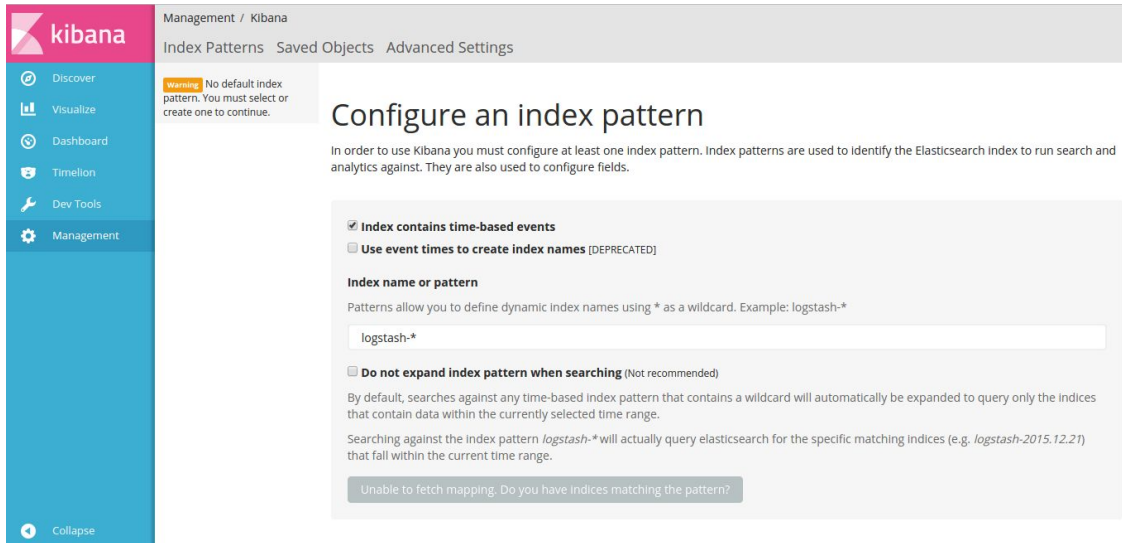 kibana
Discover
Visualize
Dashboard
Timelion
Dev Tools
Management
Collapse
Management / Kibana
Index Patterns Saved Objects Advanced Settings
Warning No default index
pattern. You must select or
create one to continue.
Configure an index pattern
In order to use Kibana you must configure at least one index pattern. Index patterns are used to identify the Elasticsearch index to run search and
analytics against. They are also used to configure fields.
Index contains time-based events
Use event times to create index names [DEPRECATED]
Index name or pattern
Patterns allow you to define dynamic index names using * as a wildcard. Example: logstash-*
logstash-*
Do not expand index pattern when searching (Not recommended)
By default, searches against any time-based index pattern that contains a wildcard will automatically be expanded to query only the indices
that contain data within the currently selected time range.
Searching against the index pattern logstash-* will actually query elasticsearch for the specific matching indices (e.g. logstash-2015.12.21)
that fall within the current time range.
Unable to fetch mapping. Do you have indices matching the pattern?